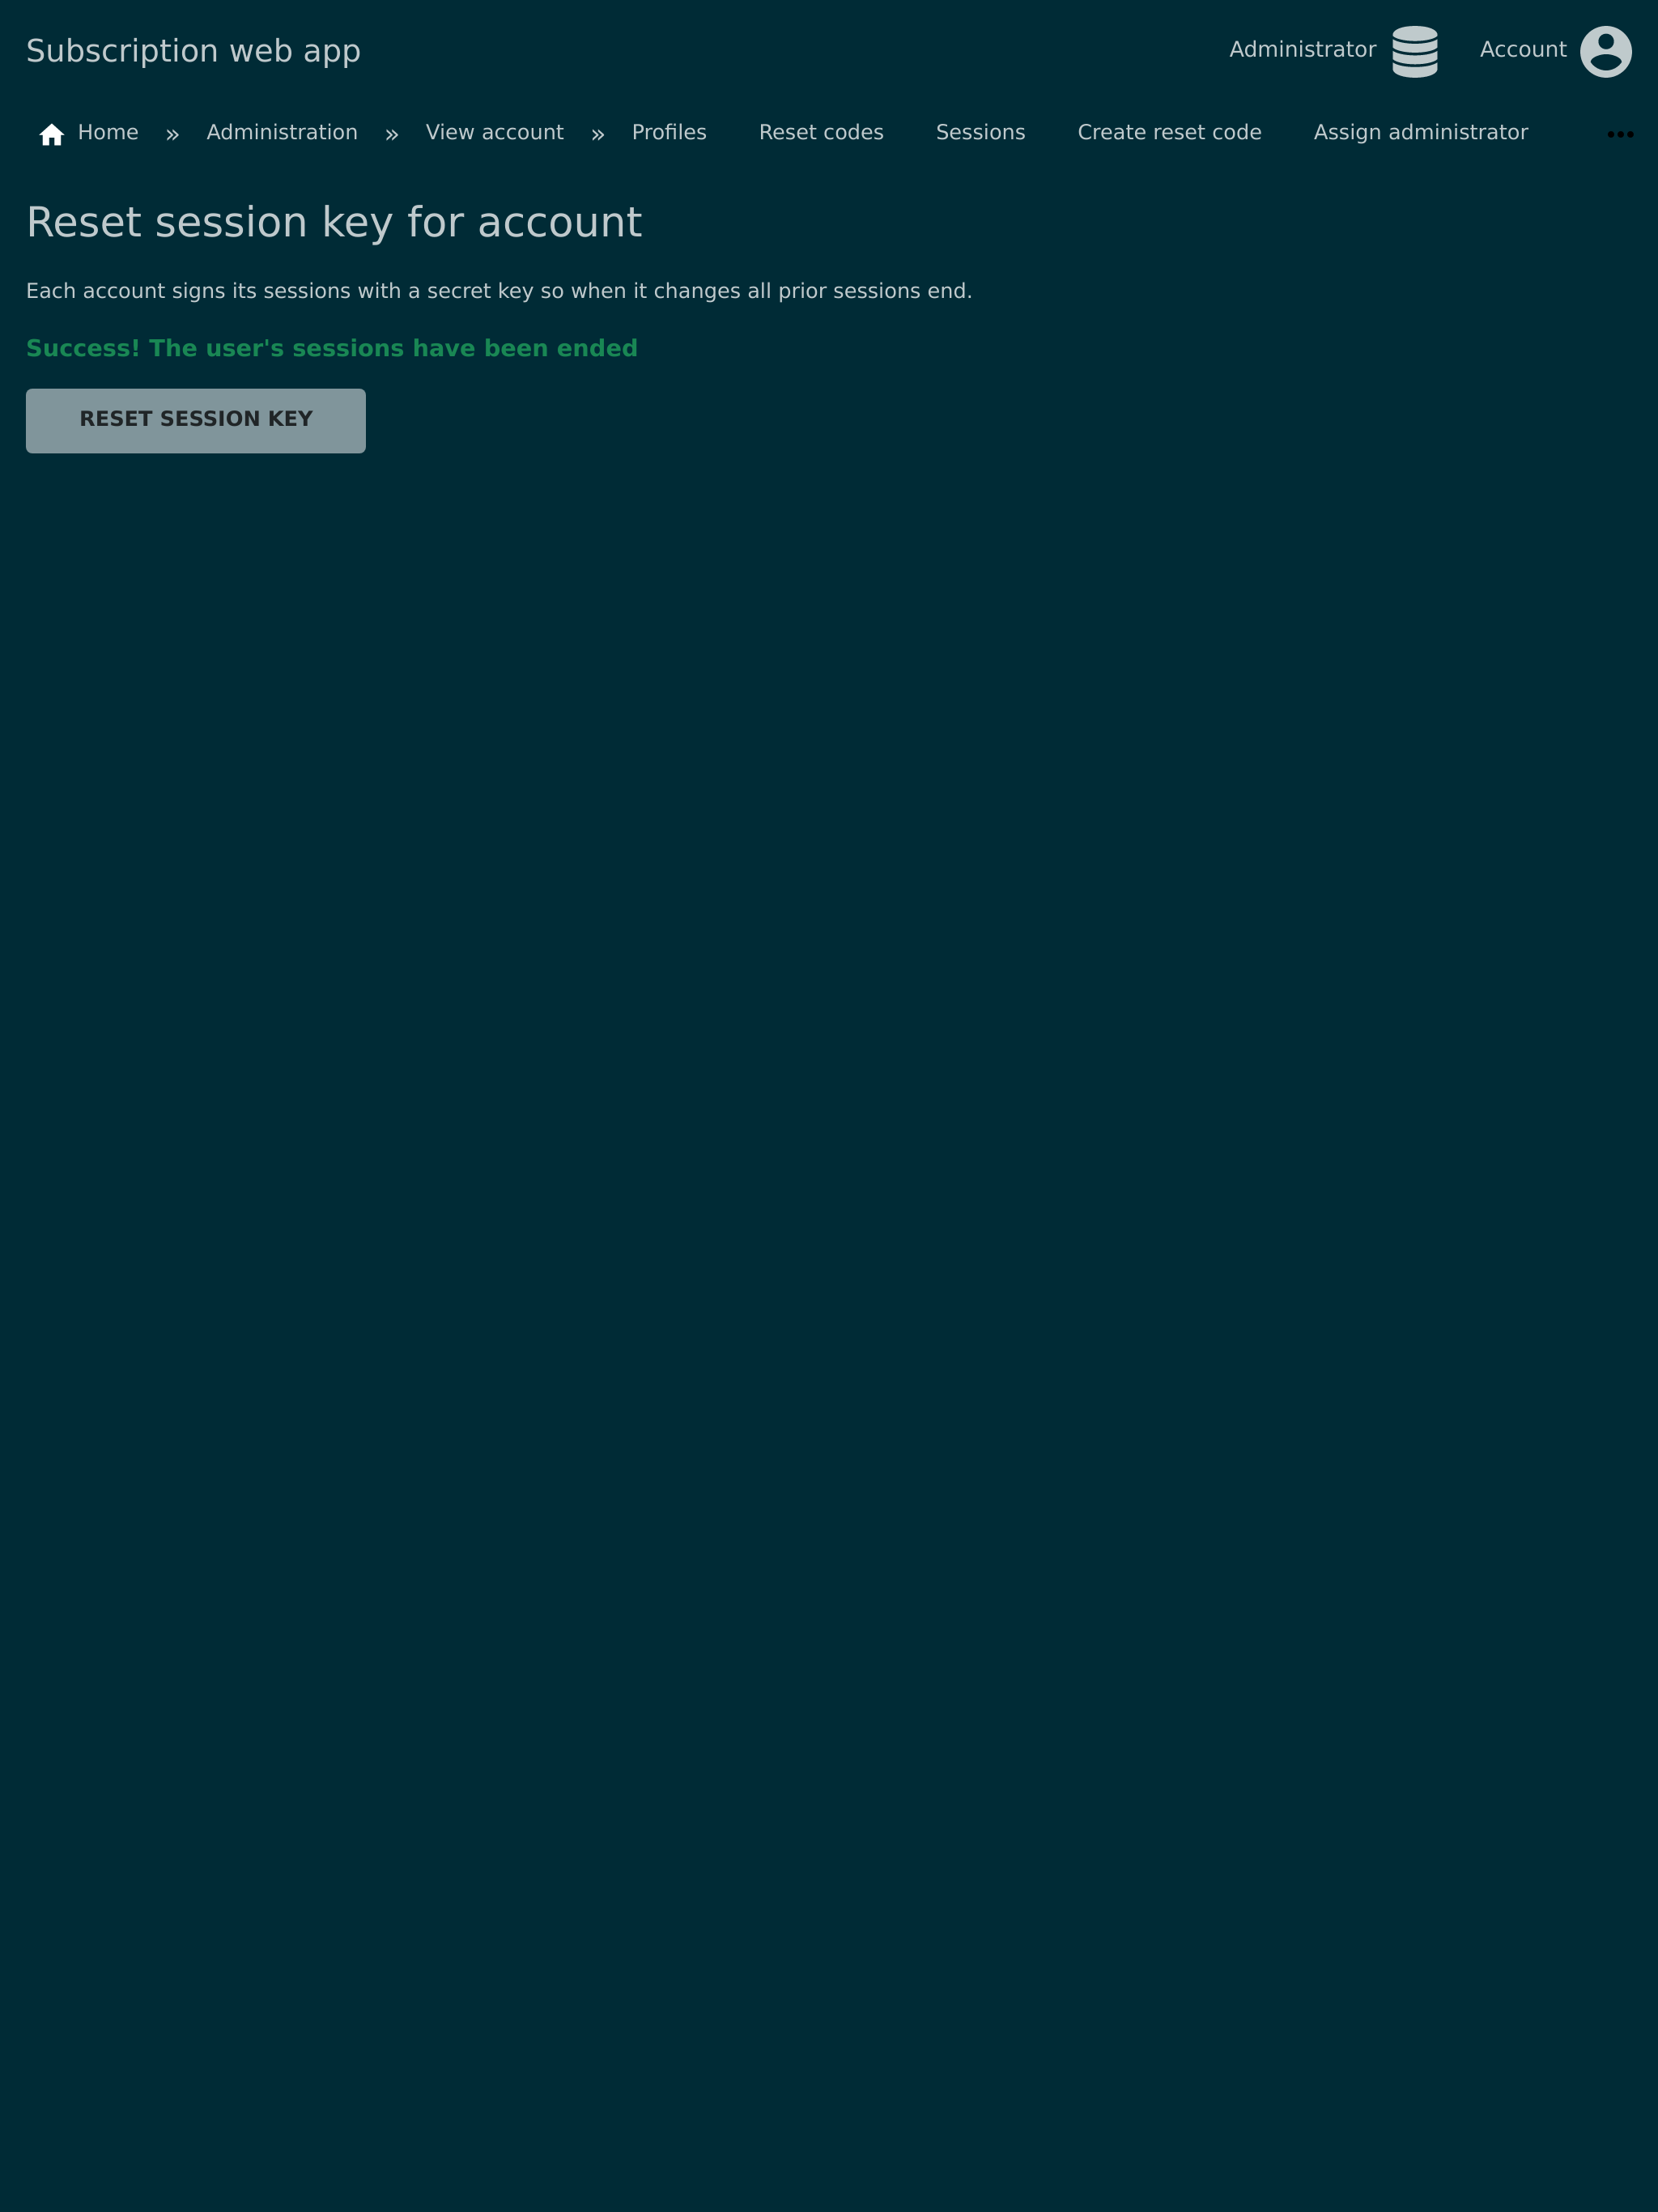 Subscription web app
Administrator Account
Home » Administration » View account » Profiles Reset codes Sessions Create reset code Assign administrator •••
Reset session key for account
Each account signs its sessions with a secret key so when it changes all prior sessions end.
Success! The user's sessions have been ended
RESET SESSION KEY